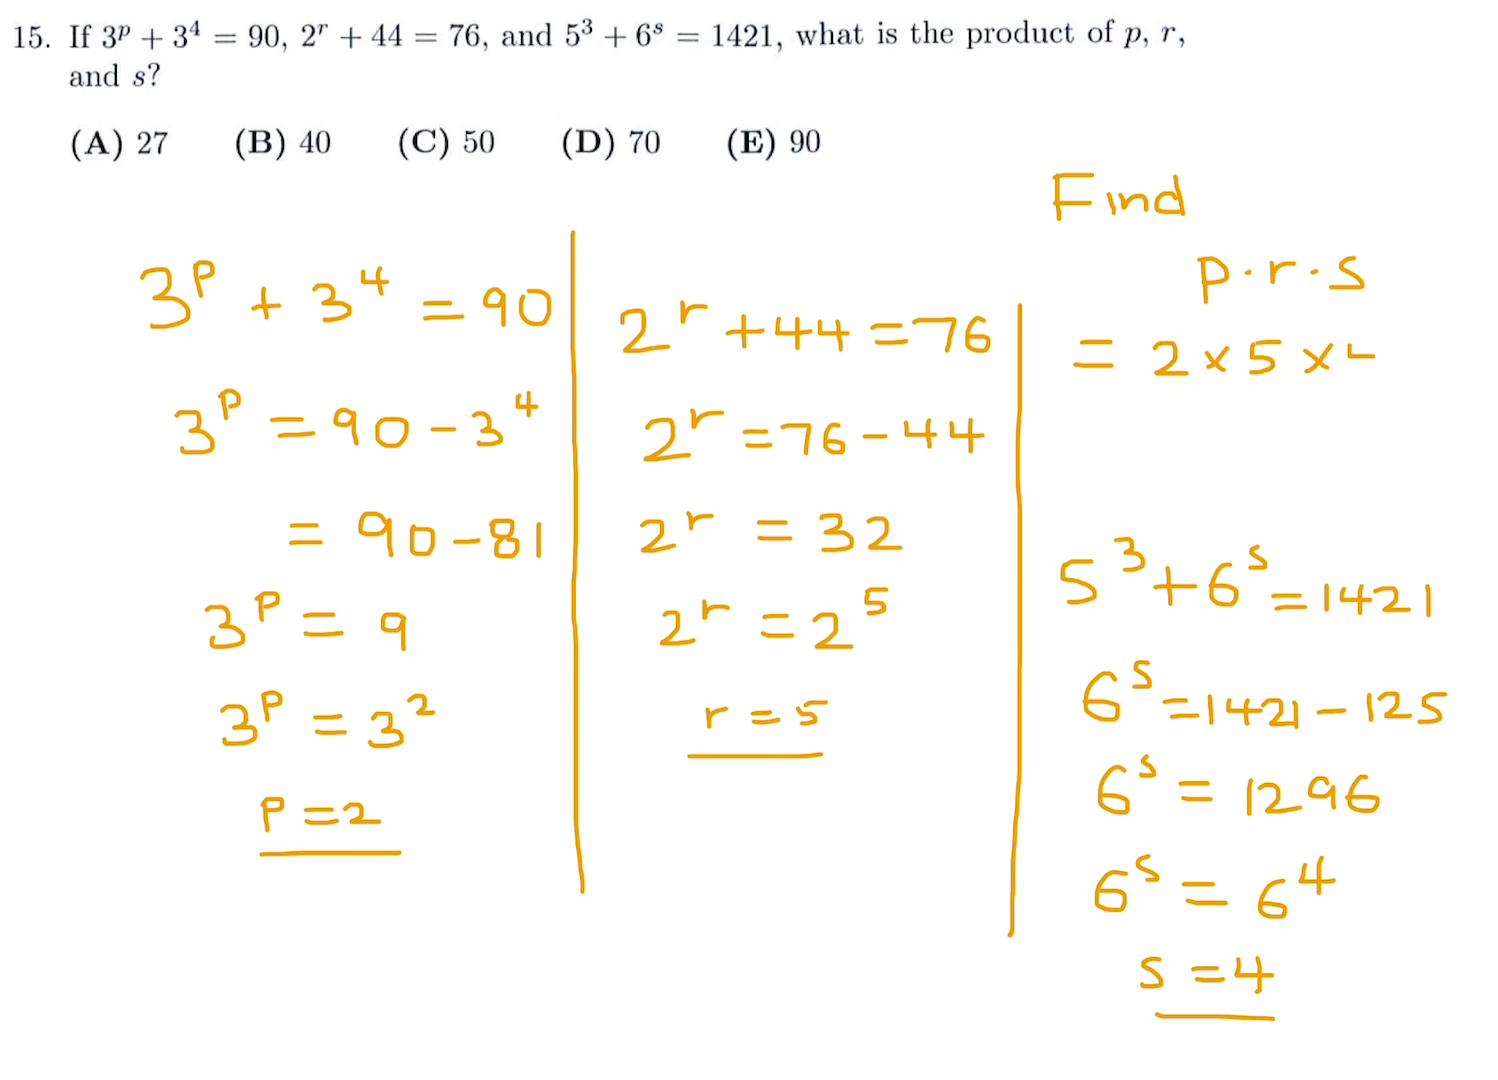 15. If 3^p + 3^4 = 90, 2^r + 44 = 76, and 5^3 + 6^s = 1421, what is the product of p, r,
and s?
(A) 27 (B) 40 (C) 50 (D) 70 (E) 90
3^p + 3^4 = 90
3^p = 90 - 3^4
= 90 - 81
3^p = 9
3^p = 3^2
p = 2
2^r + 44 = 76
2^r = 76 - 44
2^r = 32
2^r = 2^5
r = 5
Find
p · r · s
= 2 × 5 ×
5^3 + 6^s = 1421
6^s = 1421 - 125
6^s = 1296
6^s = 6^4
s = 4